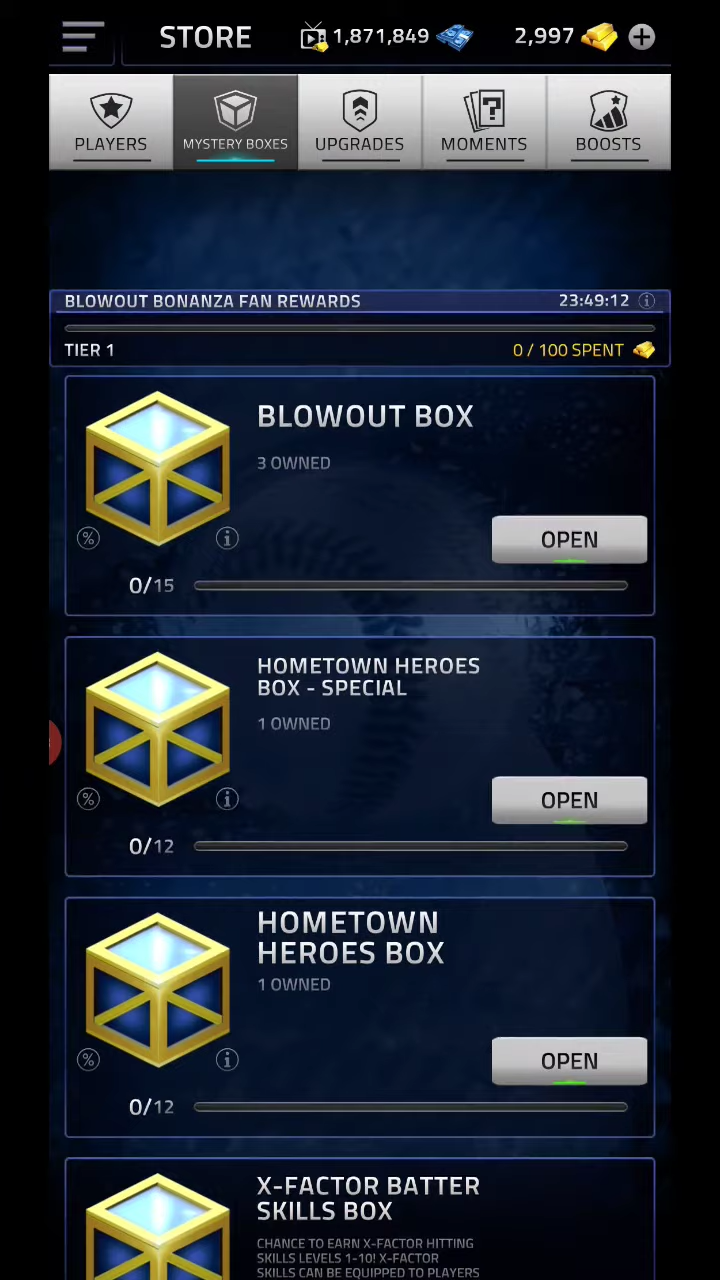 STORE
1,871,849
2,997
PLAYERS
MYSTERY BOXES
UPGRADES
MOMENTS
BOOSTS
BLOWOUT BONANZA FAN REWARDS
23:49:12
TIER 1
0 / 100 SPENT
BLOWOUT BOX
3 OWNED
%
i
OPEN
0/15
HOMETOWN HEROES
BOX - SPECIAL
1 OWNED
%
i
OPEN
0/12
HOMETOWN
HEROES BOX
1 OWNED
%
i
OPEN
0/12
X-FACTOR BATTER
SKILLS BOX
CHANCE TO EARN X-FACTOR HITTING
SKILLS LEVELS 1-10! X-FACTOR
SKILLS CAN BE EQUIPPED TO PLAYERS